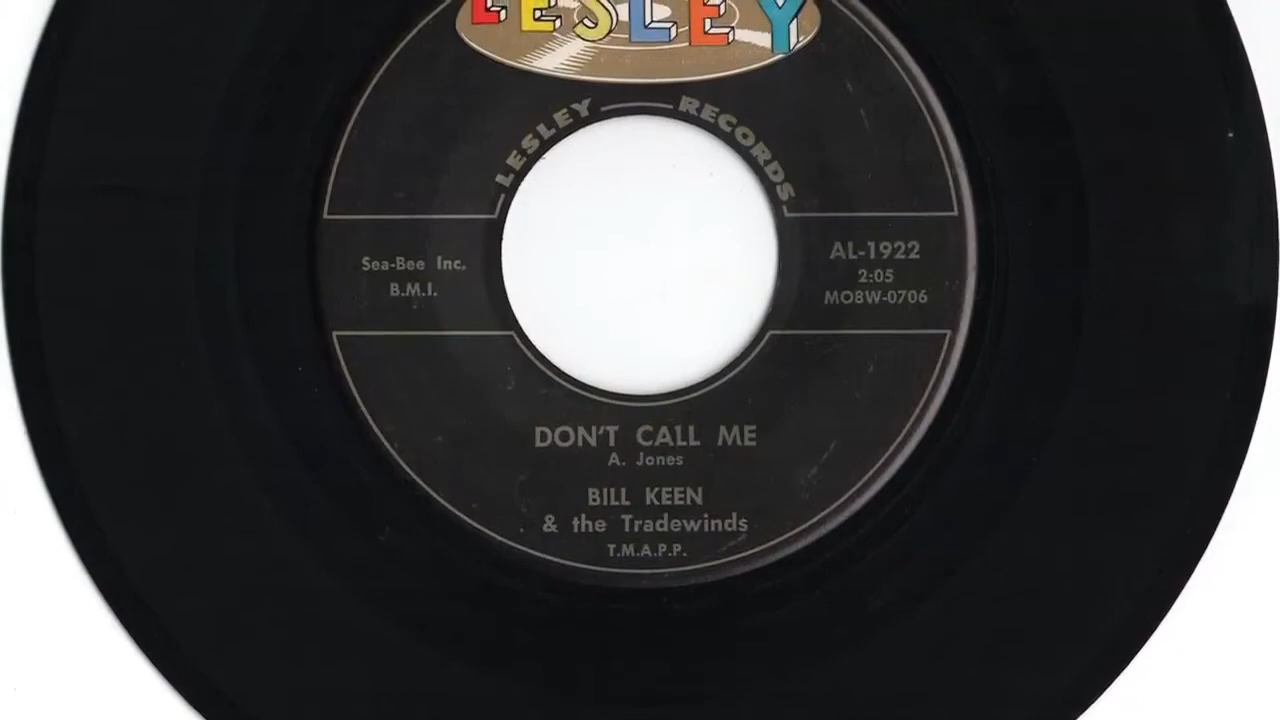 LESLEY
LESLEY RECORDS
Sea-Bee Inc.
B.M.I.
AL-1922
2:05
MO8W-0706
DON'T CALL ME
A. Jones
BILL KEEN
& the Tradewinds
T.M.A.P.P.